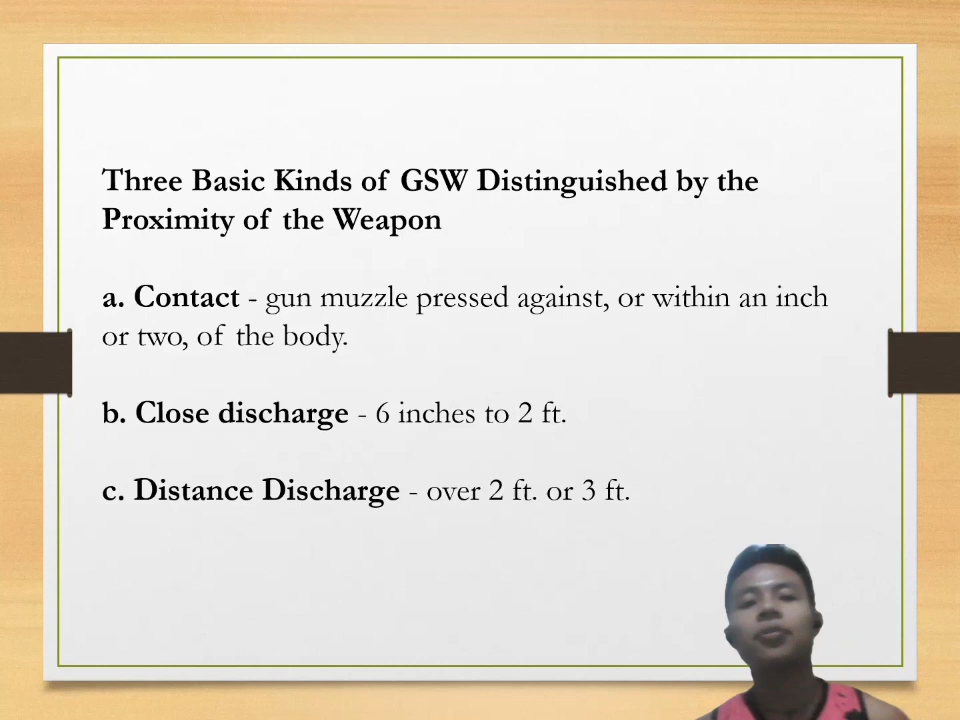 Three Basic Kinds of GSW Distinguished by the
Proximity of the Weapon
a. Contact - gun muzzle pressed against, or within an inch
or two, of the body.
b. Close discharge - 6 inches to 2 ft.
c. Distance Discharge - over 2 ft. or 3 ft.